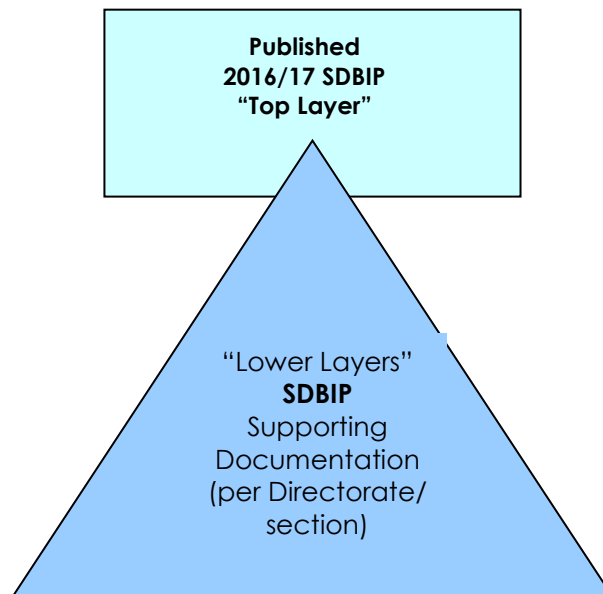 Published
2016/17 SDBIP
“Top Layer”
“Lower Layers”
SDBIP
Supporting
Documentation
(per Directorate/
section)